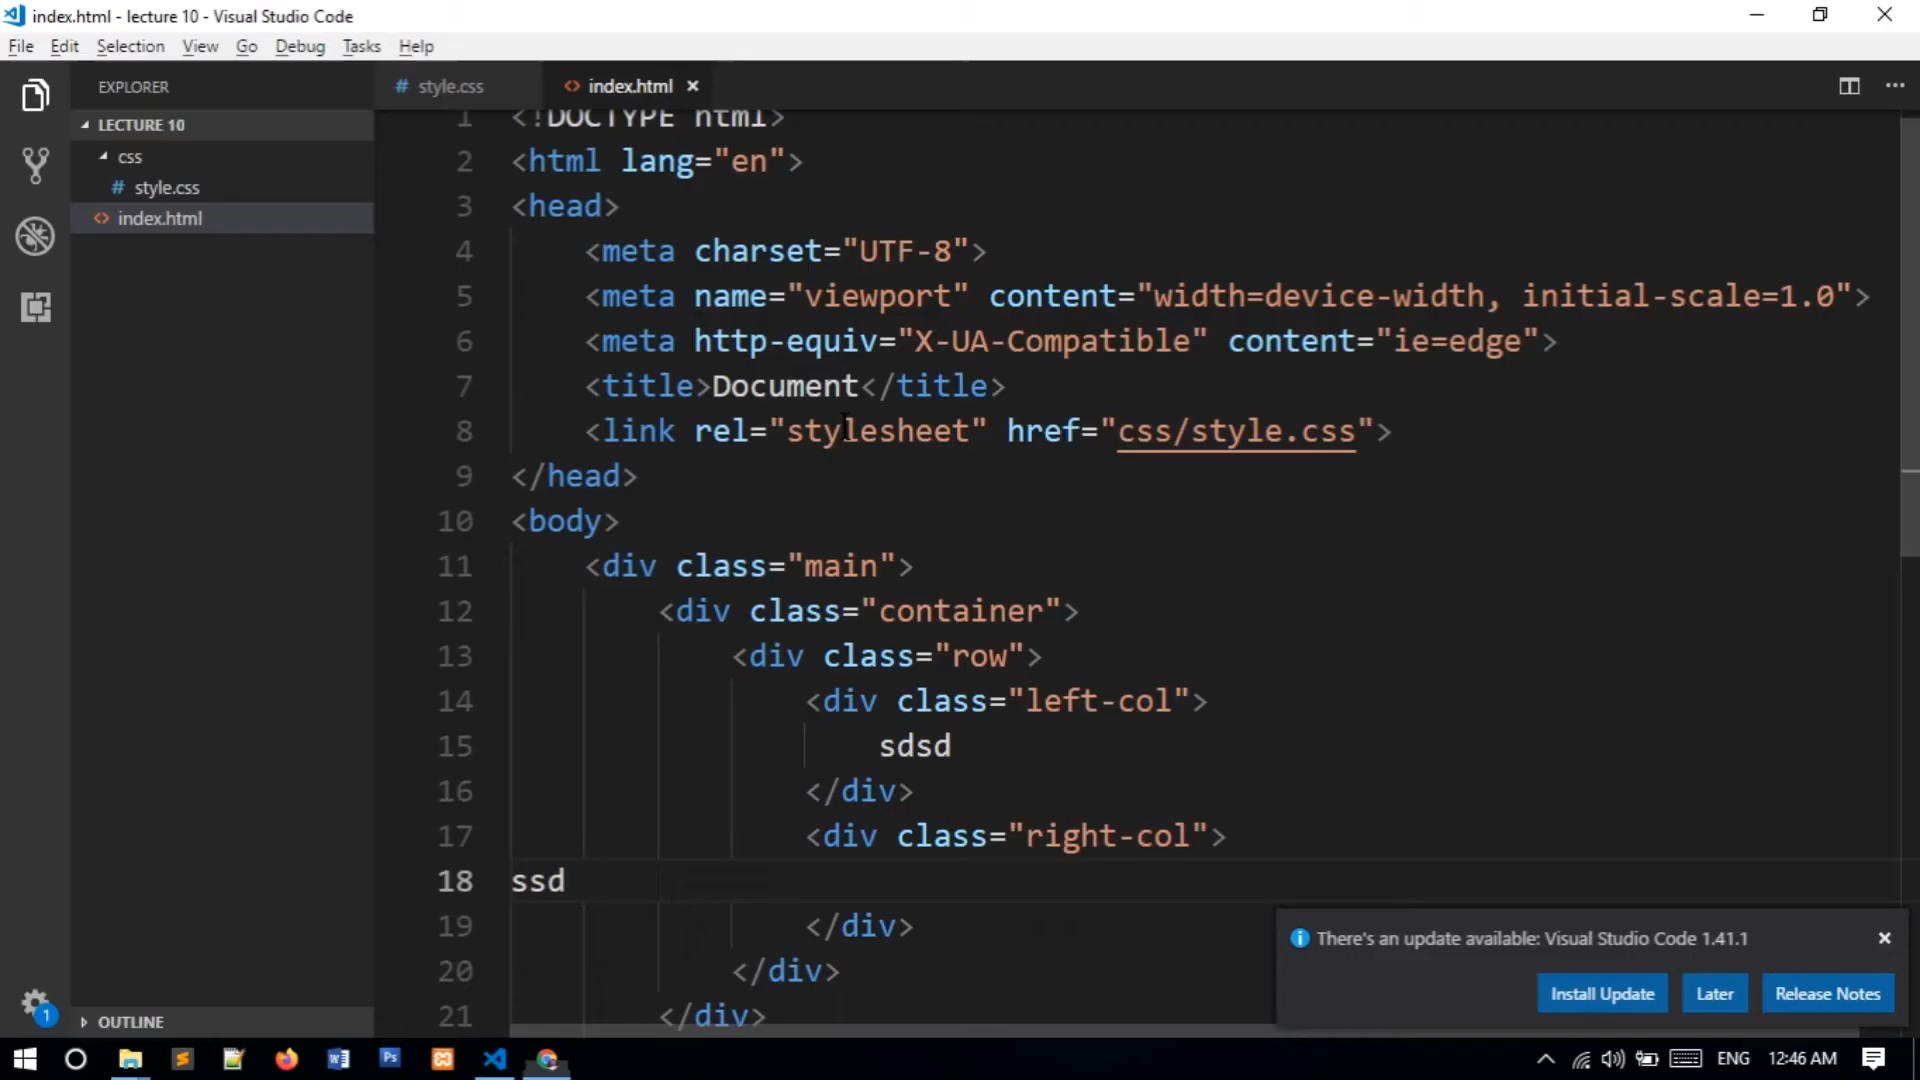 index.html - lecture 10 - Visual Studio Code
File Edit Selection View Go Debug Tasks Help
EXPLORER
LECTURE 10
css
# style.css
<> index.html
OUTLINE
1
# style.css
<> index.html ×
1 <!DOCTYPE html>
2 <html lang="en">
3 <head>
4 <meta charset="UTF-8">
5 <meta name="viewport" content="width=device-width, initial-scale=1.0">
6 <meta http-equiv="X-UA-Compatible" content="ie=edge">
7 <title>Document</title>
8 <link rel="stylesheet" href="css/style.css">
9 </head>
10 <body>
11 <div class="main">
12 <div class="container">
13 <div class="row">
14 <div class="left-col">
15 sdsd
16 </div>
17 <div class="right-col">
18 ssd
19 </div>
20 </div>
21 </div>
There's an update available: Visual Studio Code 1.41.1
Install Update Later Release Notes
W Ps
ENG 12:46 AM